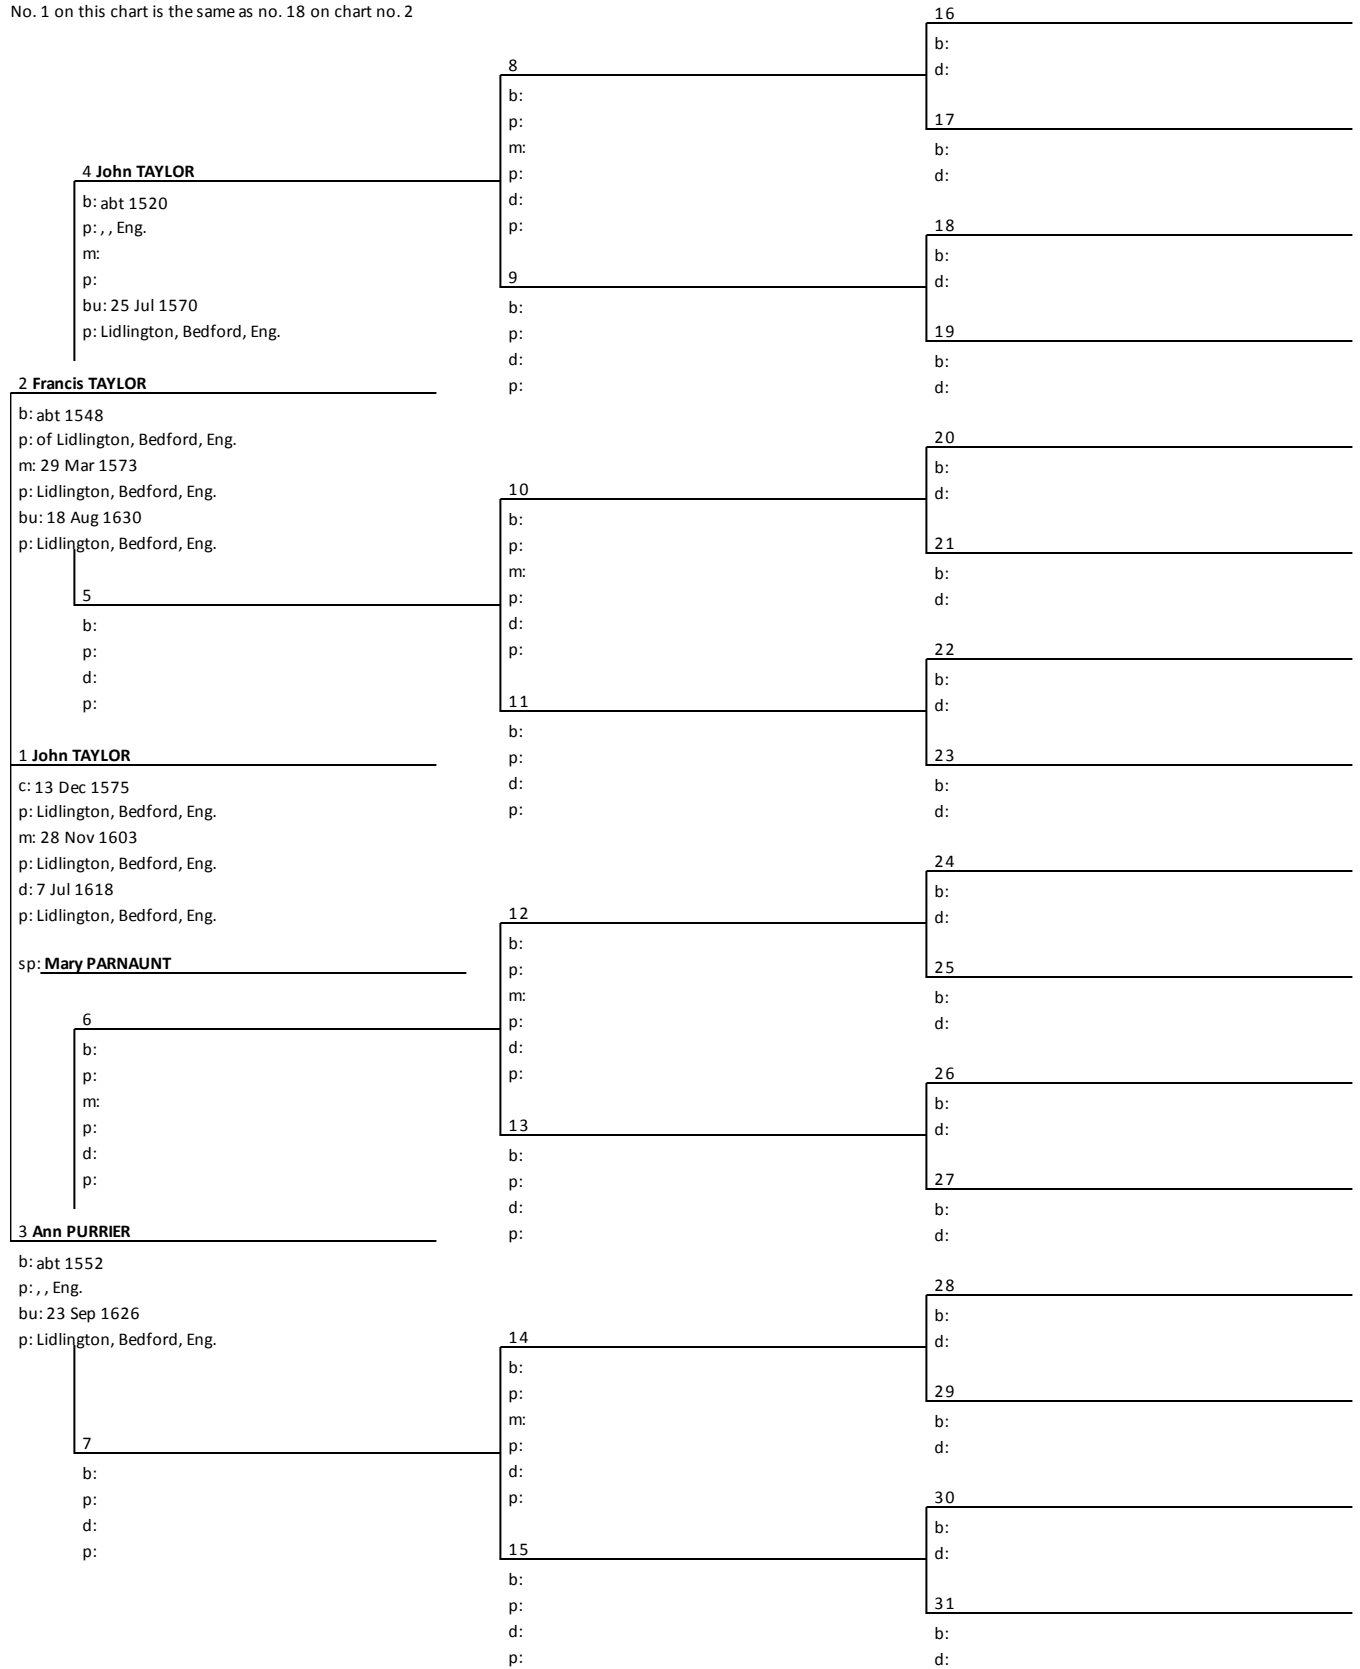 No. 1 on this chart is the same as no. 18 on chart no. 2
4 John TAYLOR
b: abt 1520
p: , , Eng.
m:
p:
bu: 25 Jul 1570
p: Lidlington, Bedford, Eng.
2 Francis TAYLOR
b: abt 1548
p: of Lidlington, Bedford, Eng.
m: 29 Mar 1573
p: Lidlington, Bedford, Eng.
bu: 18 Aug 1630
p: Lidlington, Bedford, Eng.
5
b:
p:
d:
p:
1 John TAYLOR
c: 13 Dec 1575
p: Lidlington, Bedford, Eng.
m: 28 Nov 1603
p: Lidlington, Bedford, Eng.
d: 7 Jul 1618
p: Lidlington, Bedford, Eng.
sp: Mary PARNAUNT
6
b:
p:
m:
p:
d:
p:
3 Ann PURRIER
b: abt 1552
p: , , Eng.
bu: 23 Sep 1626
p: Lidlington, Bedford, Eng.
7
b:
p:
d:
p:
8
b:
p:
m:
p:
d:
p:
9
b:
p:
d:
p:
10
b:
p:
m:
p:
d:
p:
11
b:
p:
d:
p:
12
b:
p:
m:
p:
d:
p:
13
b:
p:
d:
p:
14
b:
p:
m:
p:
d:
p:
15
b:
p:
d:
p:
16
b:
d:
17
b:
d:
18
b:
d:
19
b:
d:
20
b:
d:
21
b:
d:
22
b:
d:
23
b:
d:
24
b:
d:
25
b:
d:
26
b:
d:
27
b:
d:
28
b:
d:
29
b:
d:
30
b:
d:
31
b:
d: